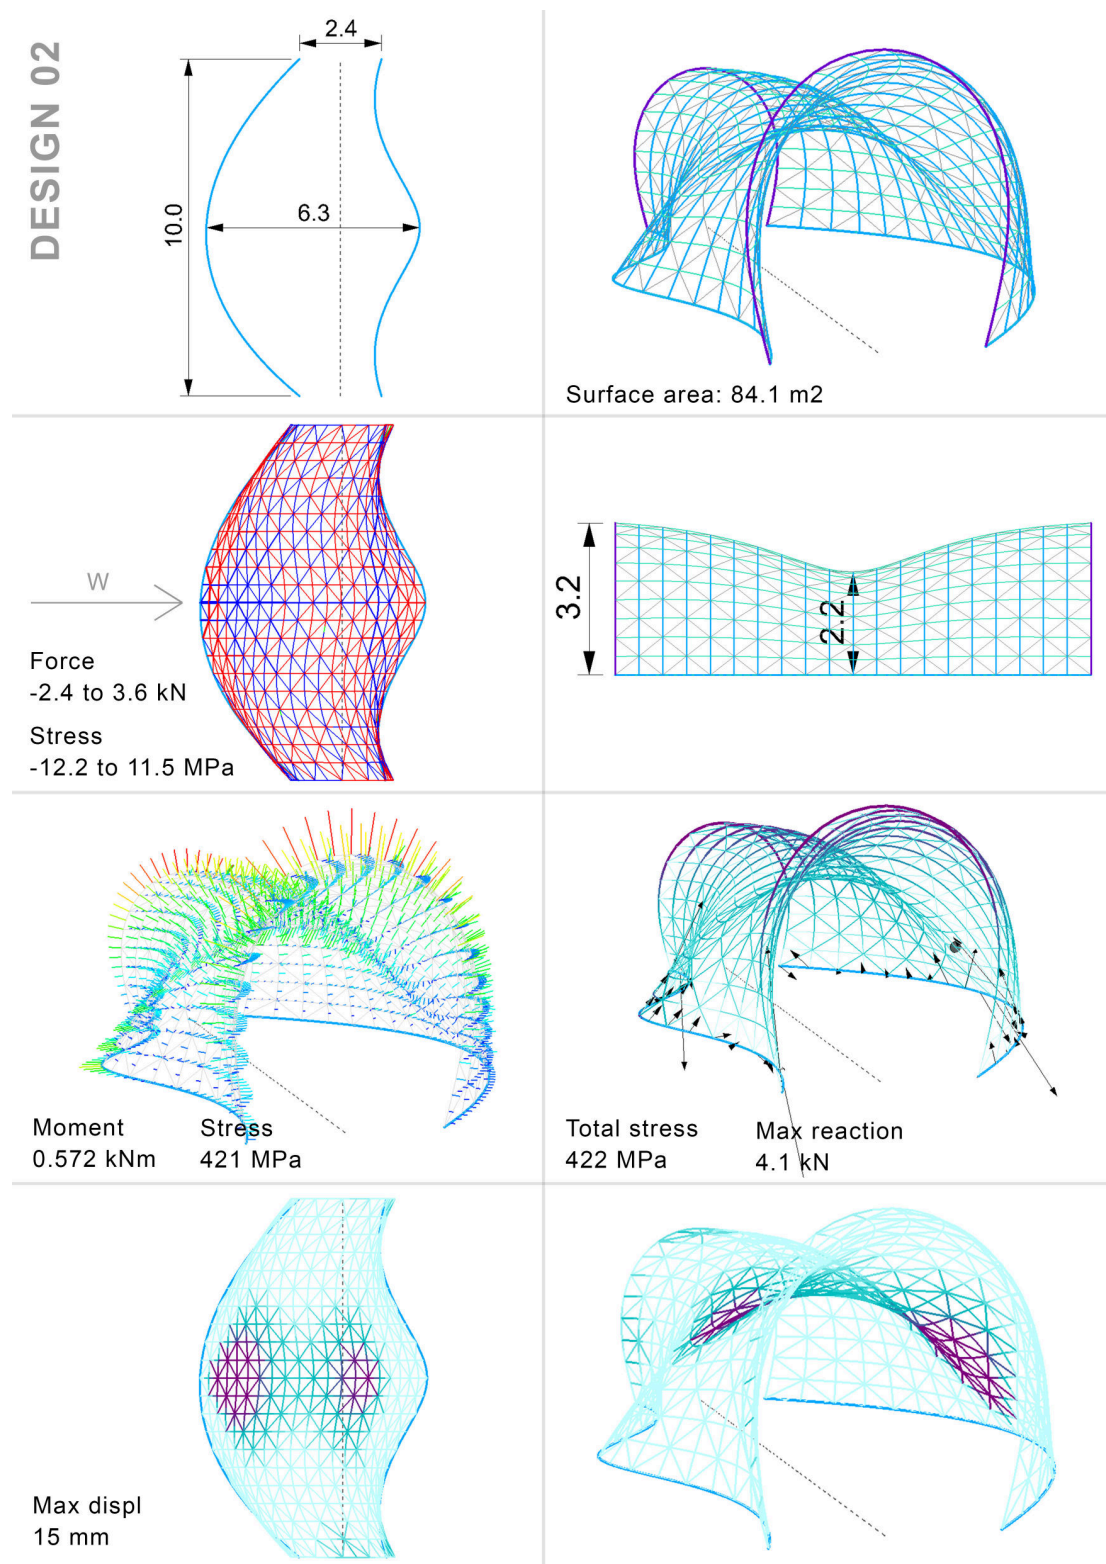 DESIGN 02
2.4
10.0
6.3
Surface area: 84.1 m2
W
Force
-2.4 to 3.6 kN
Stress
-12.2 to 11.5 MPa
3.2
2.2
Moment
0.572 kNm
Stress
421 MPa
Total stress
422 MPa
Max reaction
4.1 kN
Max displ
15 mm